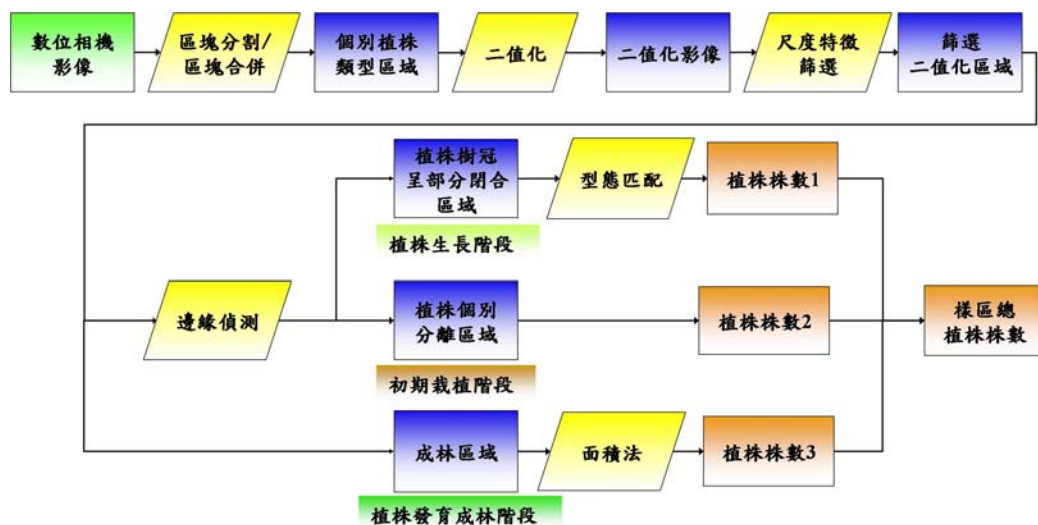 數位相機
影像
區塊分割/
區塊合併
個別植株
類型區域
二值化
二值化影像
尺度特徵
篩選
篩選
二值化區域
植株樹冠
呈部分閉合
區域
型態匹配
植株株數1
植株生長階段
邊緣偵測
植株個別
分離區域
植株株數2
樣區總
植株株數
初期栽植階段
成林區域
面積法
植株株數3
植株發育成林階段